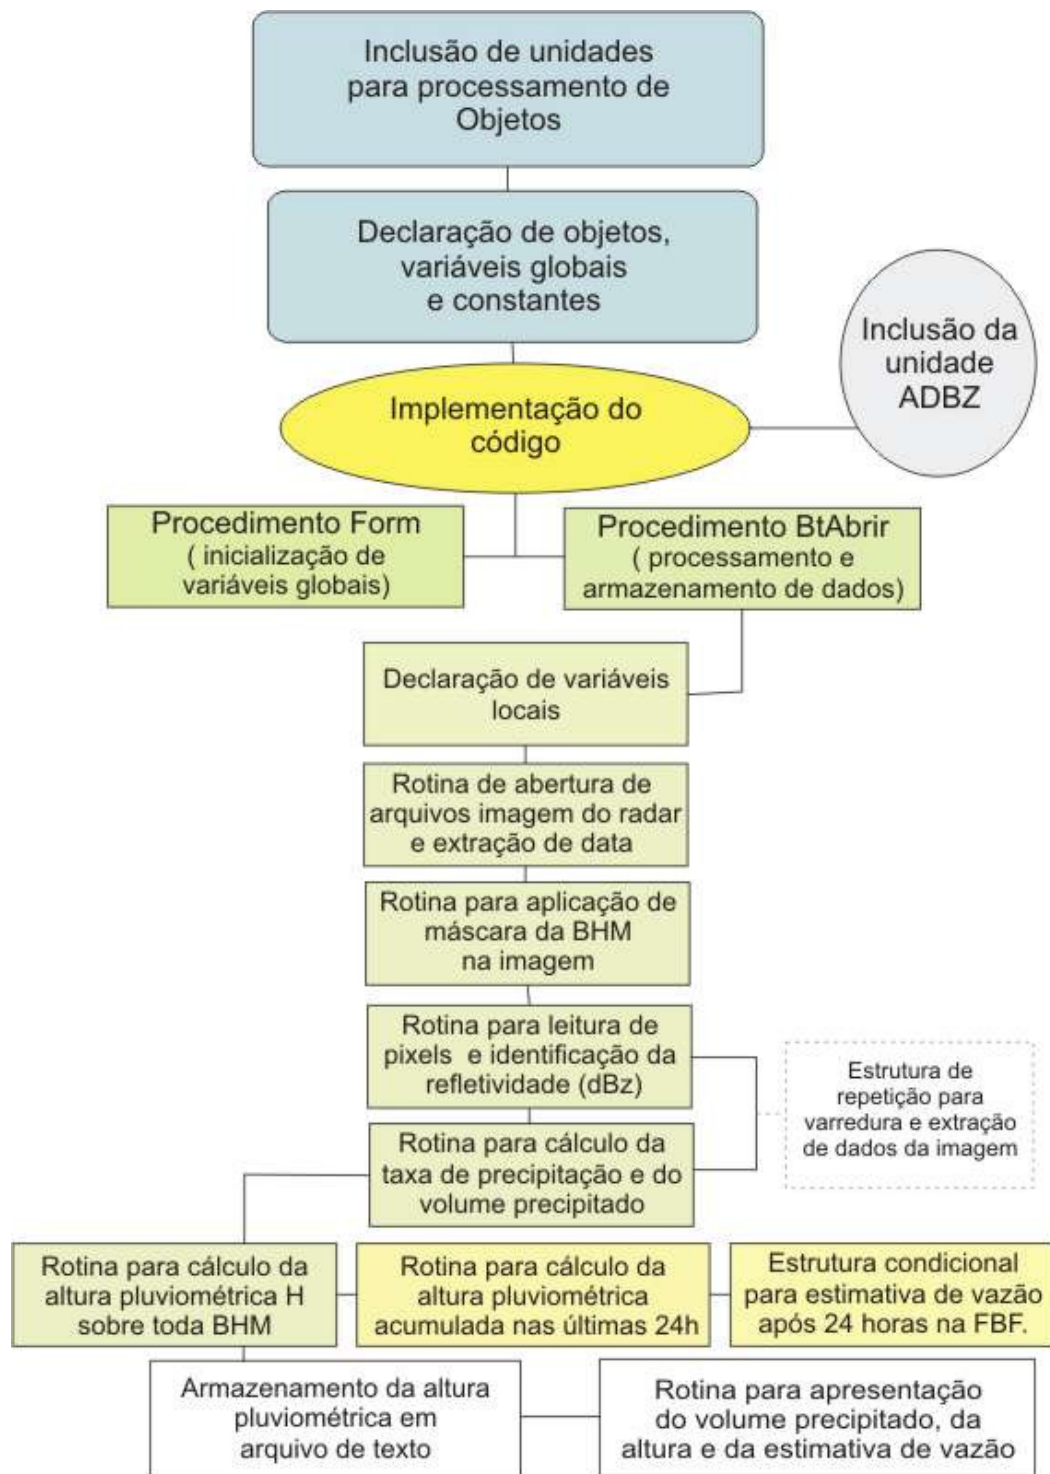 Inclusão de unidades
para processamento de
Objetos
Declaração de objetos,
variáveis globais
e constantes
Inclusão da
unidade
ADBZ
Implementação do
código
Procedimento Form
( inicialização de
variáveis globais)
Procedimento BtAbrir
( processamento e
armazenamento de dados)
Declaração de variáveis
locais
Rotina de abertura de
arquivos imagem do radar
e extração de data
Rotina para aplicação de
máscara da BHM
na imagem
Rotina para leitura de
pixels e identificação da
refletividade (dBz)
Estrutura de
repetição para
varredura e extração
de dados da imagem
Rotina para cálculo da
taxa de precipitação e do
volume precipitado
Rotina para cálculo da
altura pluviométrica H
sobre toda BHM
Rotina para cálculo da
altura pluviométrica
acumulada nas últimas 24h
Estrutura condicional
para estimativa de vazão
após 24 horas na FBF.
Armazenamento da altura
pluviométrica em
arquivo de texto
Rotina para apresentação
do volume precipitado, da
altura e da estimativa de vazão